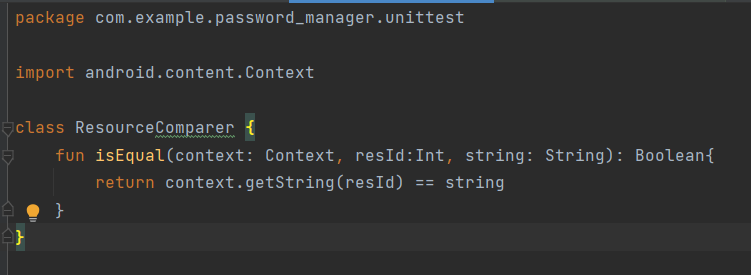 package com.example.password_manager.unittest
import android.content.Context
class ResourceComparer {
fun isEqual(context: Context, resId:Int, string: String): Boolean{
return context.getString(resId) == string
}
}